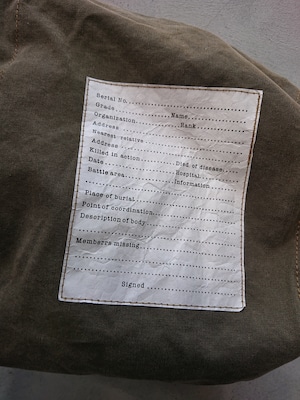 Serial No.
Grade Name
Organization Rank
Address
Nearest relative
Address
Killed in action Died of disease
Date Hospital
Battle area Information
Place of burial
Point of coordination
Description of body
Members missing
Signed